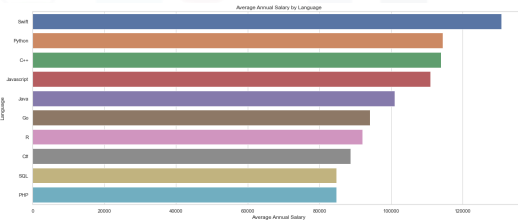 Average Annual Salary by Language
Swift
Python
C++
Javascript
Java
Go
R
C#
SQL
PHP
Language
0 20000 40000 60000 80000 100000 120000
Average Annual Salary